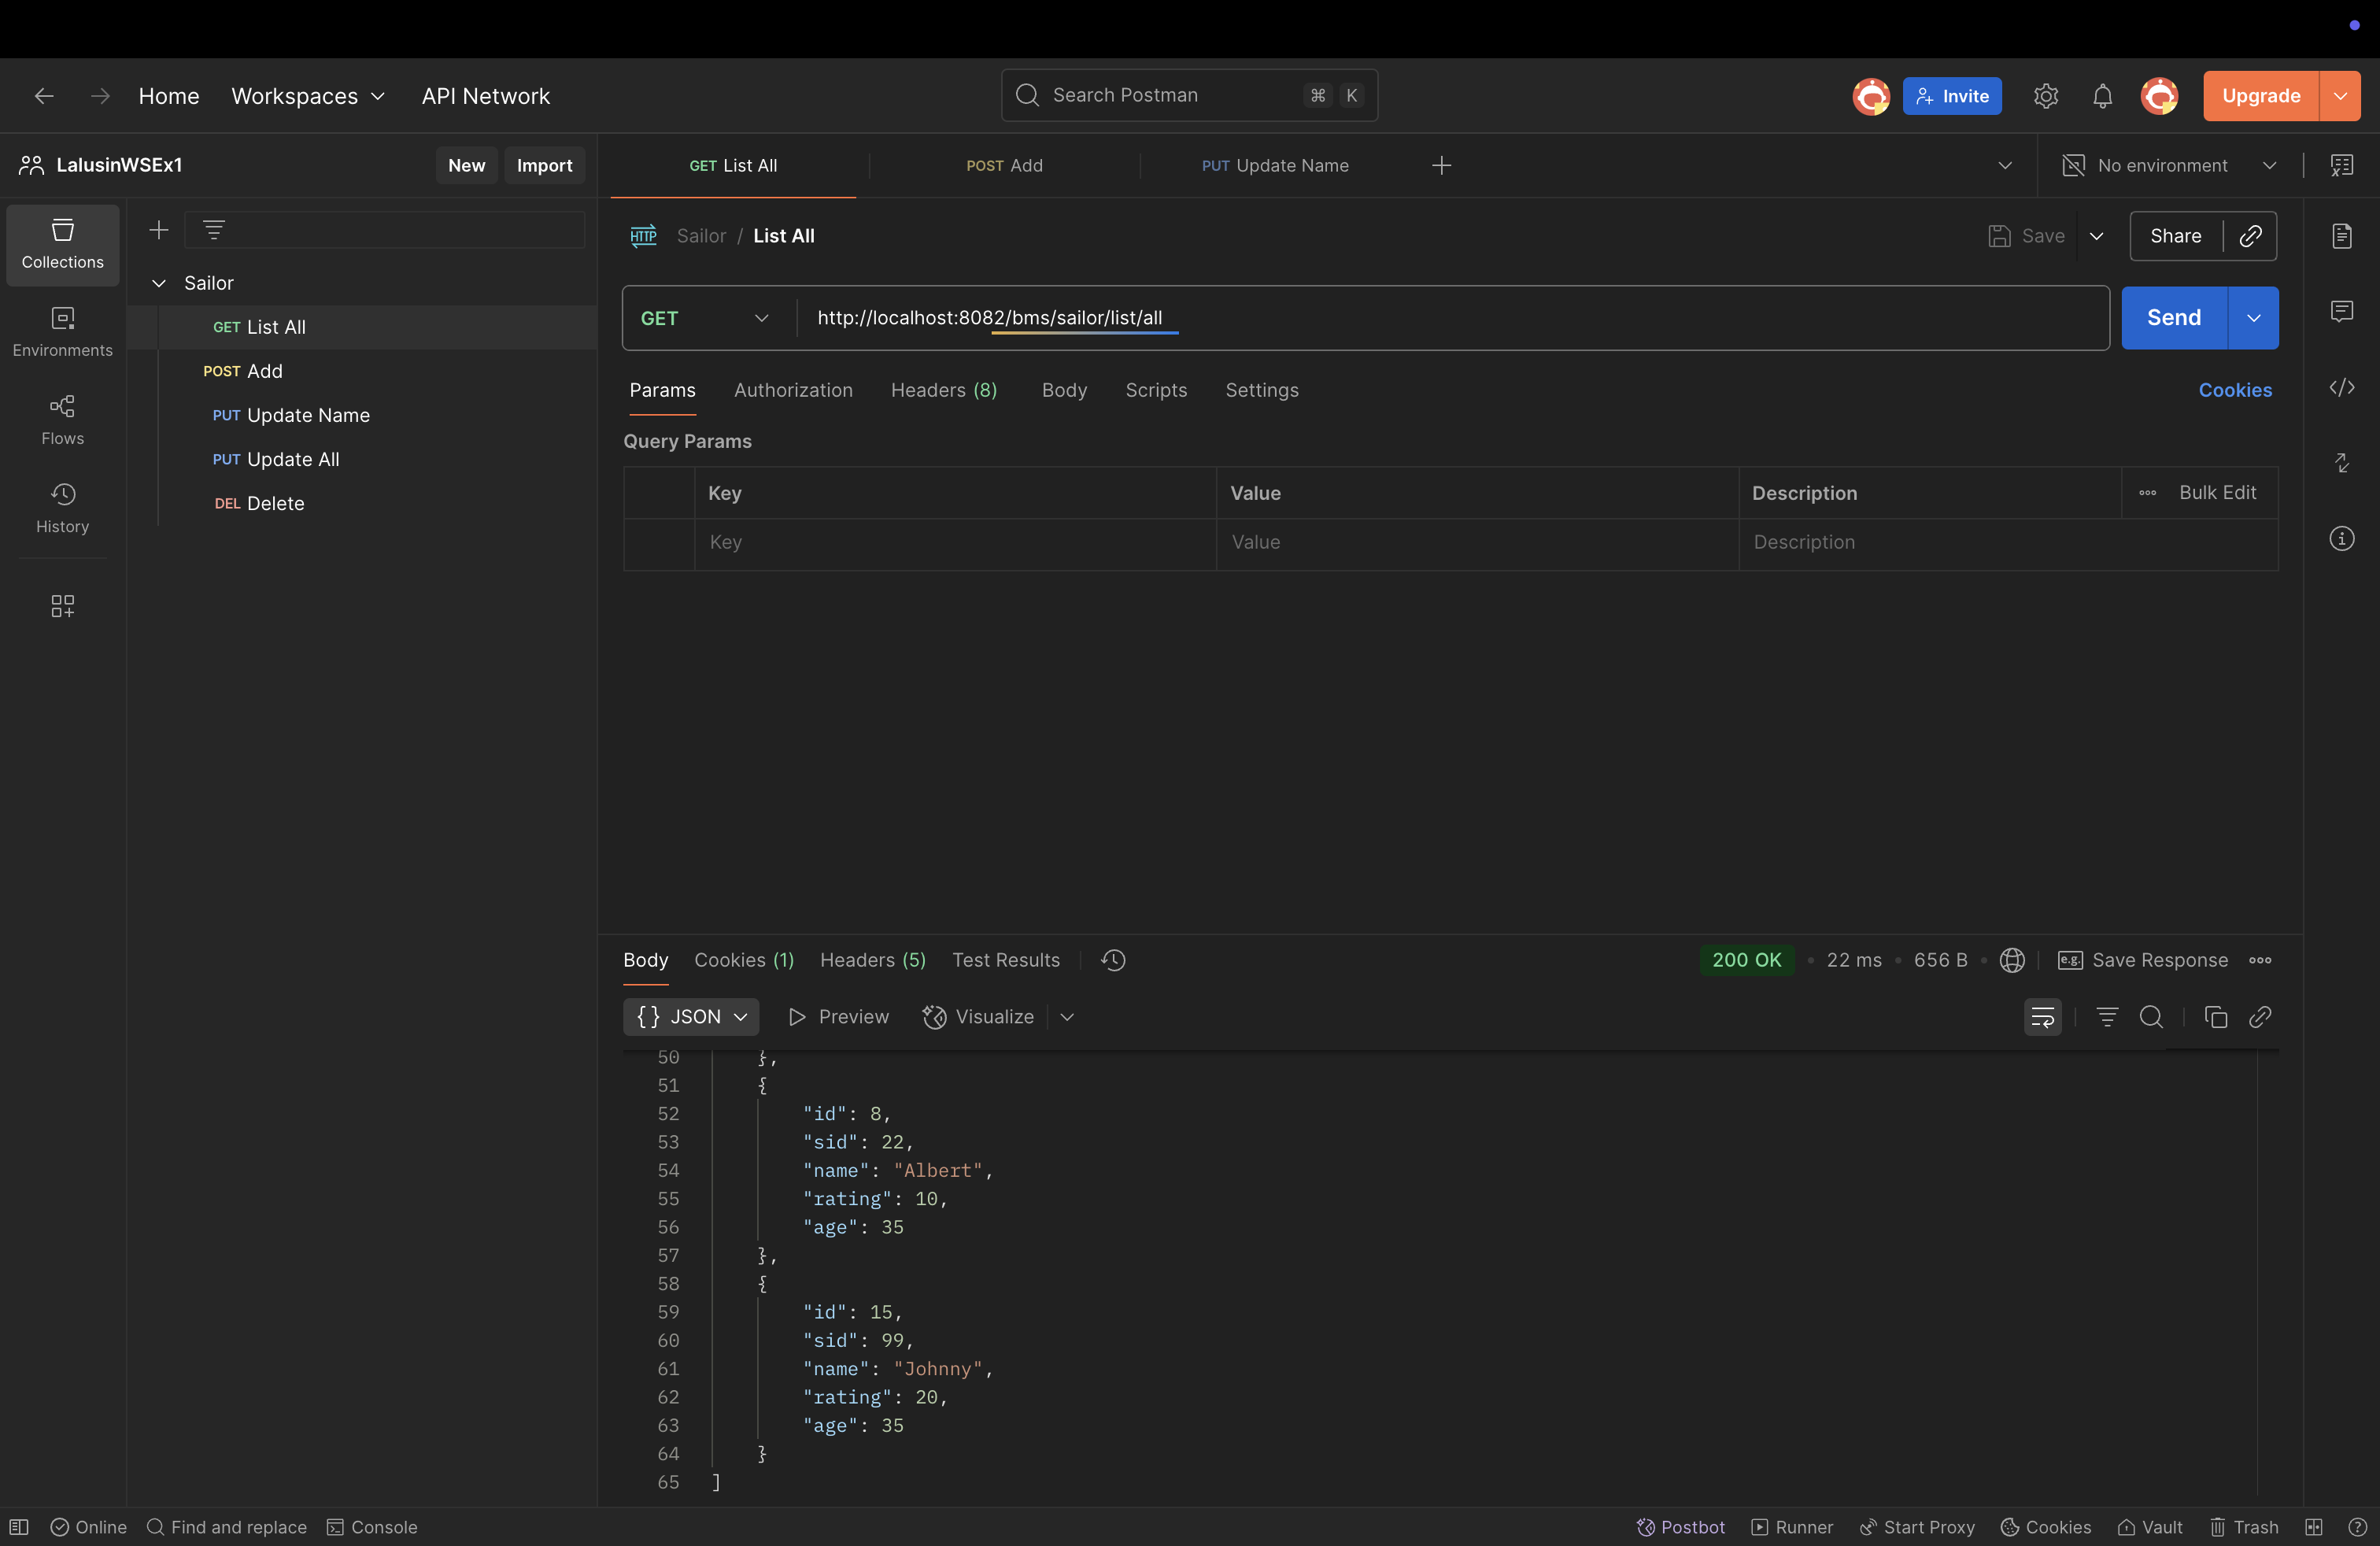 Home Workspaces API Network Search Postman ⌘ K Invite Upgrade
LalusinWSEx1 New Import GET List All POST Add PUT Update Name No environment
Collections
Environments
Flows
History
Sailor
GET List All
POST Add
PUT Update Name
PUT Update All
DEL Delete
HTTP Sailor / List All Save Share
GET http://localhost:8082/bms/sailor/list/all Send
Params Authorization Headers (8) Body Scripts Settings Cookies
Query Params
Key Value Description Bulk Edit
Key Value Description
Body Cookies (1) Headers (5) Test Results 200 OK • 22 ms • 656 B • e.g. Save Response
{} JSON Preview Visualize
50 },
51 {
52 "id": 8,
53 "sid": 22,
54 "name": "Albert",
55 "rating": 10,
56 "age": 35
57 },
58 {
59 "id": 15,
60 "sid": 99,
61 "name": "Johnny",
62 "rating": 20,
63 "age": 35
64 }
65 ]
Online Find and replace Console Postbot Runner Start Proxy Cookies Vault Trash